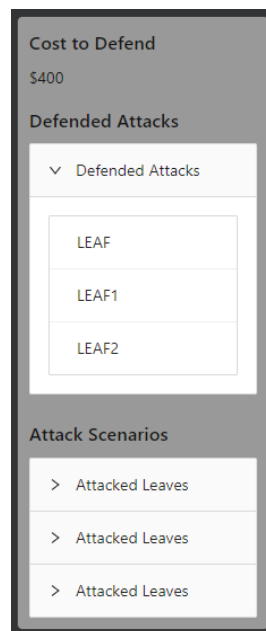 Cost to Defend
$400
Defended Attacks
Defended Attacks
LEAF
LEAF1
LEAF2
Attack Scenarios
Attacked Leaves
Attacked Leaves
Attacked Leaves